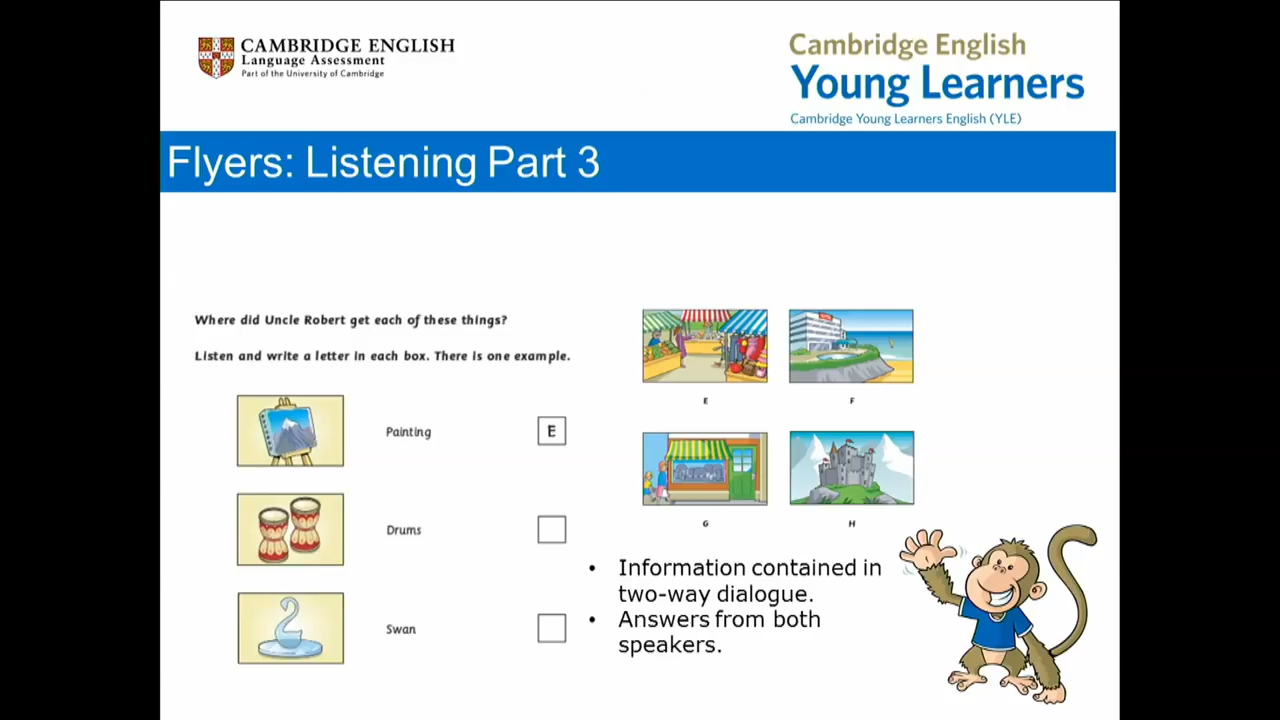 CAMBRIDGE ENGLISH
Language Assessment
Part of the University of Cambridge
Cambridge English
Young Learners
Cambridge Young Learners English (YLE)
Flyers: Listening Part 3
Where did Uncle Robert get each of these things?
Listen and write a letter in each box. There is one example.
Painting
E
Drums
Swan
E
F
G
H
• Information contained in
two-way dialogue.
• Answers from both
speakers.